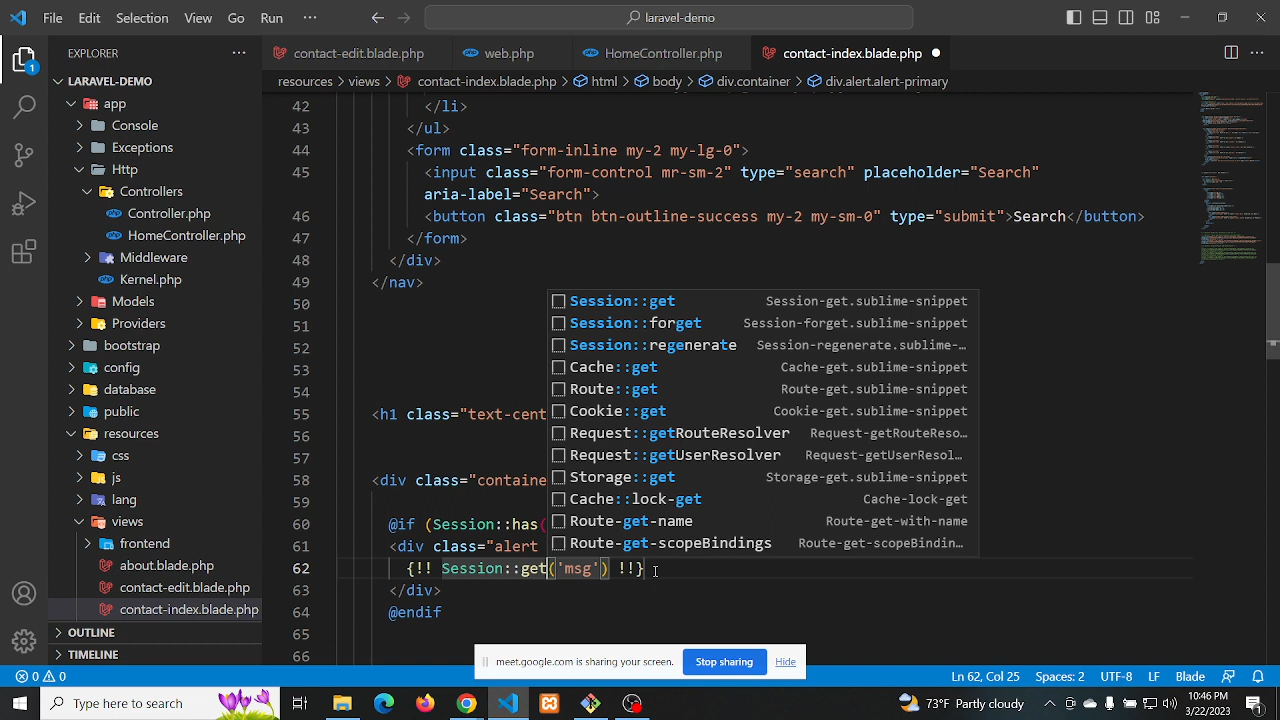 File Edit Selection View Go Run ··· laravel-demo
EXPLORER
LARAVEL-DEMO
app
Console
Exceptions
Http
Controllers
Controller.php
HomeController.php
Middleware
Kernel.php
Models
Providers
bootstrap
config
database
public
resources
css
js
lang
views
frontend
about.blade.php
contact-edit.blade.php
contact-index.blade.php
OUTLINE
TIMELINE
1
contact-edit.blade.php web.php HomeController.php contact-index.blade.php
resources > views > contact-index.blade.php > html > body > div.container > div.alert.alert-primary
42 </li>
43 </ul>
44 <form class="form-inline my-2 my-lg-0">
45 <input class="form-control mr-sm-2" type="search" placeholder="Search"
aria-label="Search">
46 <button class="btn btn-outline-success my-2 my-sm-0" type="submit">Search</button>
47 </form>
48 </div>
49 </nav>
50
51
52
53
54
55 <h1 class="text-cent
56
57
58 <div class="containe
59
60 @if (Session::has(
61 <div class="alert
62 {!! Session::get('msg') !!}
63 </div>
64 @endif
65
66
Session::get Session-get.sublime-snippet
Session::forget Session-forget.sublime-snippet
Session::regenerate Session-regenerate.sublime-…
Cache::get Cache-get.sublime-snippet
Route::get Route-get.sublime-snippet
Cookie::get Cookie-get.sublime-snippet
Request::getRouteResolver Request-getRouteReso…
Request::getUserResolver Request-getUserResol…
Storage::get Storage-get.sublime-snippet
Cache::lock-get Cache-lock-get
Route-get-name Route-get-with-name
Route-get-scopeBindings Route-get-scopeBindin…
meet.google.com is sharing your screen. Stop sharing Hide
0 0 Ln 62, Col 25 Spaces: 2 UTF-8 LF Blade
Type here to search 73°F Partly cloudy 10:46 PM
3/22/2023